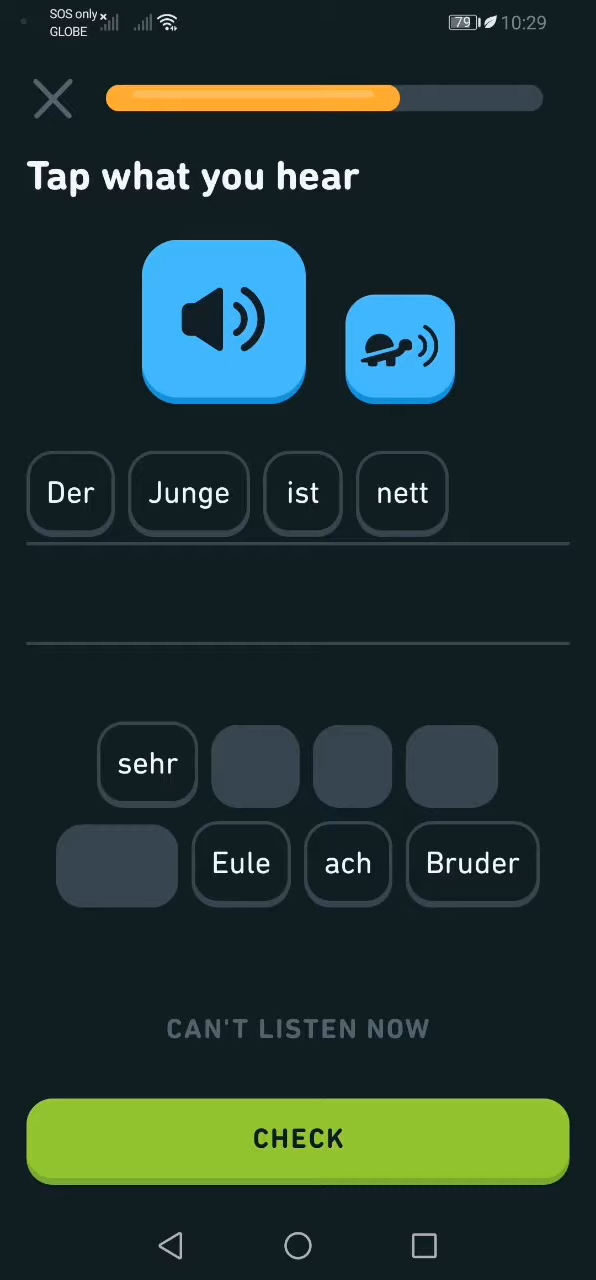 SOS only
GLOBE
79 10:29
Tap what you hear
Der Junge ist nett
sehr
Eule ach Bruder
CAN'T LISTEN NOW
CHECK